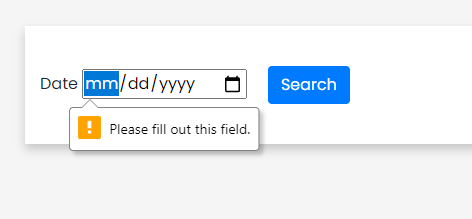 Date mm/dd/yyyy Search
! Please fill out this field.